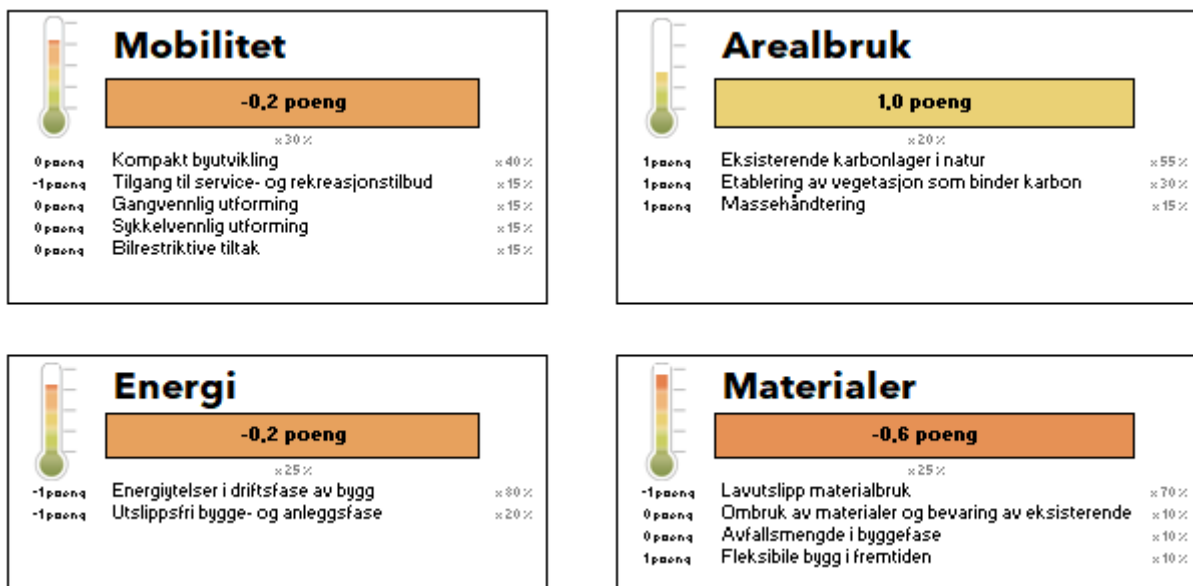 Mobilitet
-0,2 poeng
x30%
0 poeng Kompakt byutvikling x40%
-1 poeng Tilgang til service- og rekreasjonstilbud x15%
0 poeng Gangvennlig utforming x15%
0 poeng Sykkelvennlig utforming x15%
0 poeng Bilrestriktive tiltak x15%
Arealbruk
1,0 poeng
x20%
1 poeng Eksisterende karbonlager i natur x55%
1 poeng Etablering av vegetasjon som binder karbon x30%
1 poeng Massehåndtering x15%
Energi
-0,2 poeng
x25%
-1 poeng Energiytelser i driftsfase av bygg x80%
-1 poeng Utslippsfri bygge- og anleggsfase x20%
Materialer
-0,6 poeng
x25%
-1 poeng Lavutslipp materialbruk x70%
0 poeng Ombruk av materialer og bevaring av eksisterende x10%
0 poeng Avfallsmengde i byggefase x10%
1 poeng Fleksibile bygg i fremtiden x10%